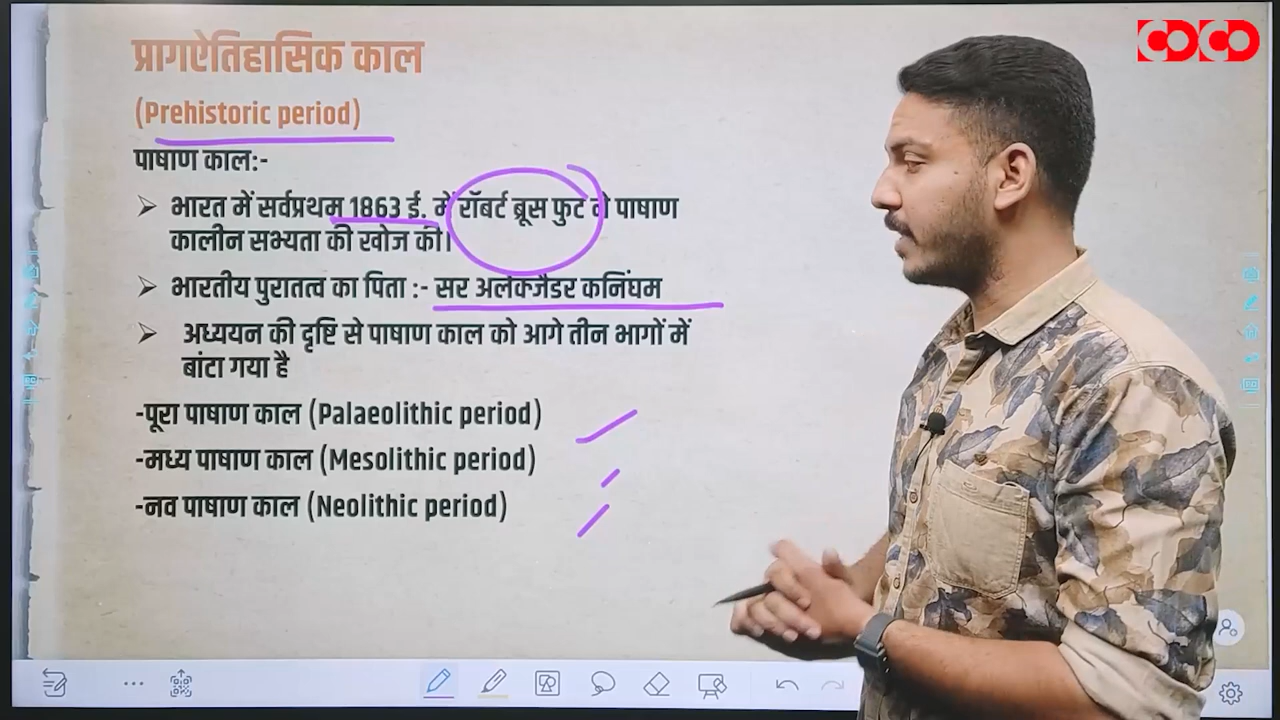 प्रागऐतिहासिक काल
(Prehistoric period)
पाषाण काल:-
भारत में सर्वप्रथम 1863 ई. में रॉबर्ट ब्रूस फुट ने पाषाण
कालीन सभ्यता की खोज की।
भारतीय पुरातत्व का पिता :- सर अलेक्जैंडर कनिंघम
अध्ययन की दृष्टि से पाषाण काल को आगे तीन भागों में
बांटा गया है
-पूरा पाषाण काल (Palaeolithic period)
-मध्य पाषाण काल (Mesolithic period)
-नव पाषाण काल (Neolithic period)